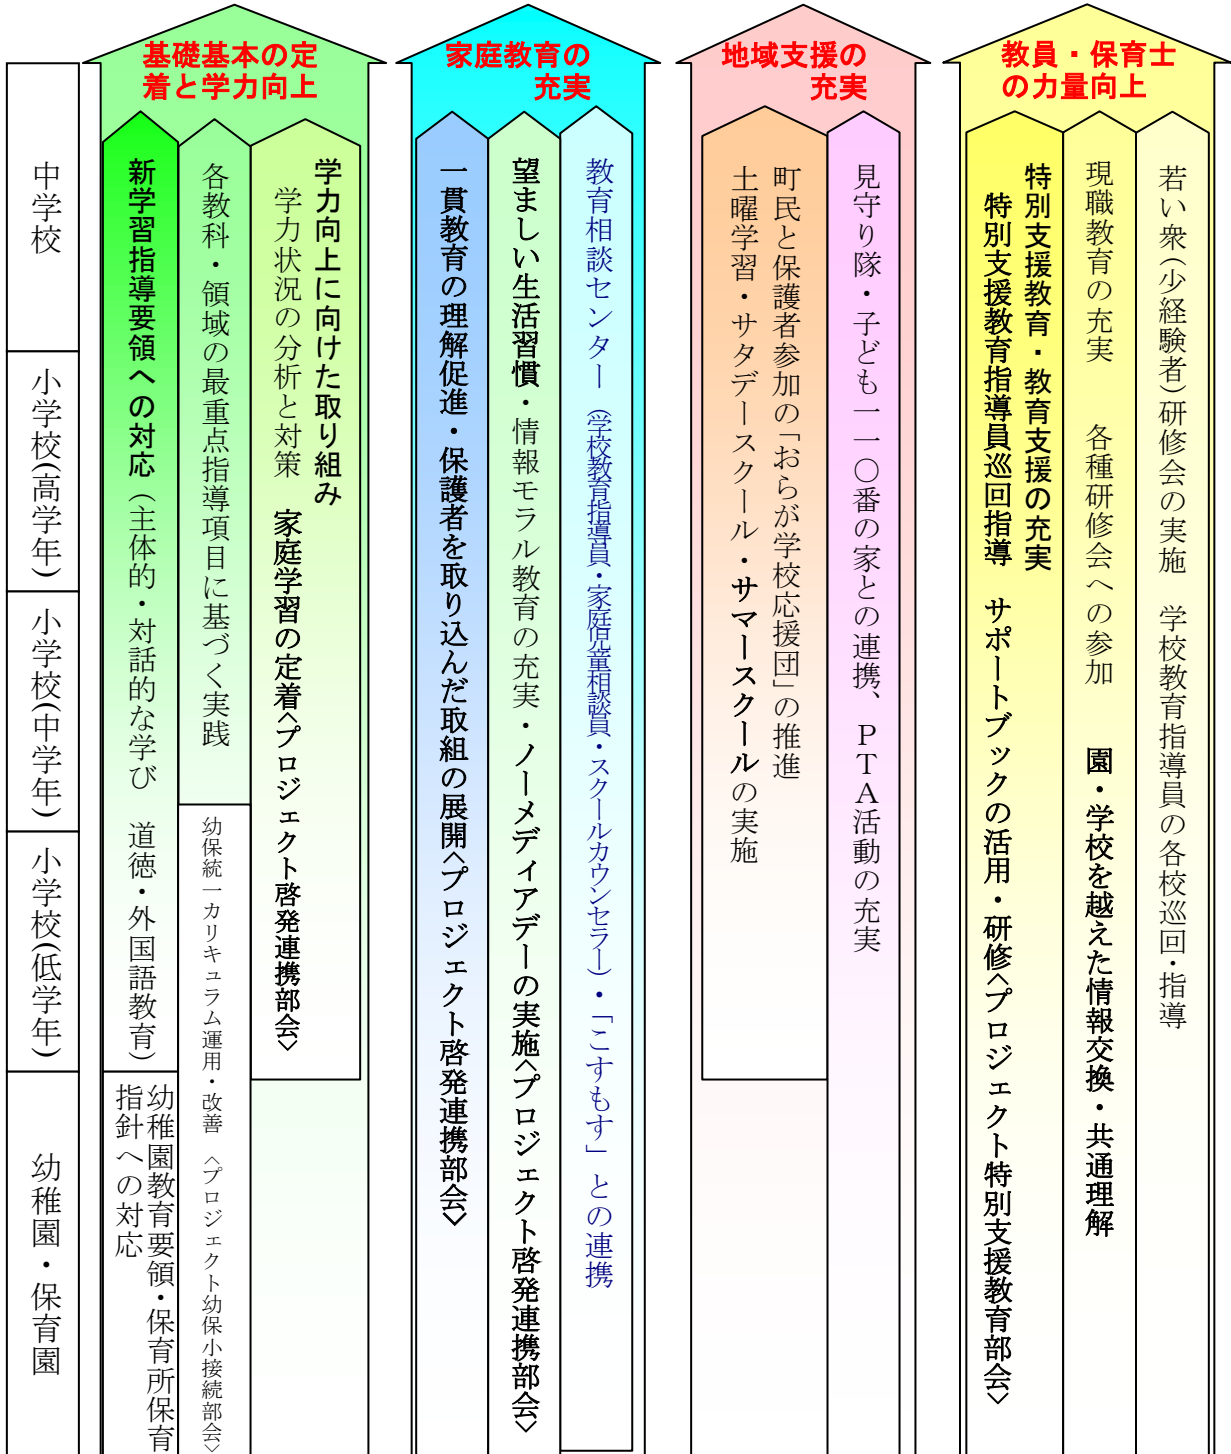 中学校
小学校(高学年)
小学校(中学年)
小学校(低学年)
幼稚園・保育園
基礎基本の定
着と学力向上
新学習指導要領への対応(主体的・対話的な学び 道徳・外国語教育)
幼稚園教育要領・保育所保育
指針への対応
各教科・領域の最重点指導項目に基づく実践
幼保統一カリキュラム運用・改善 <プロジェクト幼保小接続部会>
学力向上に向けた取り組み
学力状況の分析と対策 家庭学習の定着<プロジェクト啓発連携部会>
家庭教育の
充実
一貫教育の理解促進・保護者を取り込んだ取組の展開<プロジェクト啓発連携部会>
望ましい生活習慣・情報モラル教育の充実・ノーメディアデーの実施<プロジェクト啓発連携部会>
教育相談センター(学校教育指導員・家庭児童相談員・スクールカウンセラー)・「こすもす」との連携
地域支援の
充実
町民と保護者参加の「おらが学校応援団」の推進
土曜学習・サタデースクール・サマースクールの実施
見守り隊・子ども一一〇番の家との連携、PTA活動の充実
教員・保育士
の力量向上
特別支援教育・教育支援の充実
特別支援教育指導員巡回指導 サポートブックの活用・研修<プロジェクト特別支援教育部会>
現職教育の充実 各種研修会への参加 園・学校を越えた情報交換・共通理解
若い衆(少経験者)研修会の実施 学校教育指導員の各校巡回・指導